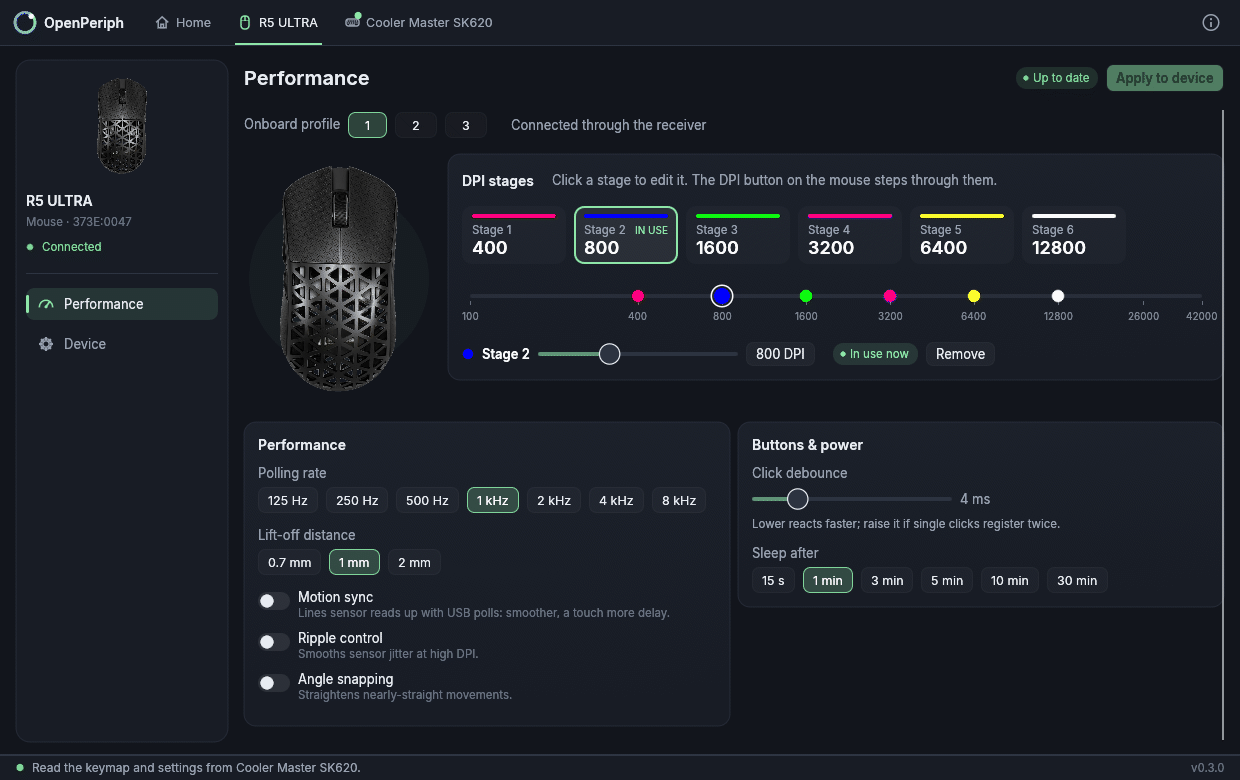 OpenPeriph Home R5 ULTRA Cooler Master SK620
Performance Up to date Apply to device
Onboard profile 1 2 3 Connected through the receiver
R5 ULTRA
Mouse · 373E:0047
Connected
Performance
Device
DPI stages Click a stage to edit it. The DPI button on the mouse steps through them.
Stage 1 Stage 2 IN USE Stage 3 Stage 4 Stage 5 Stage 6
400 800 1600 3200 6400 12800
100 400 800 1600 3200 6400 12800 26000 42000
Stage 2 800 DPI In use now Remove
Performance
Polling rate
125 Hz 250 Hz 500 Hz 1 kHz 2 kHz 4 kHz 8 kHz
Lift-off distance
0.7 mm 1 mm 2 mm
Motion sync
Lines sensor reads up with USB polls: smoother, a touch more delay.
Ripple control
Smooths sensor jitter at high DPI.
Angle snapping
Straightens nearly-straight movements.
Buttons & power
Click debounce
4 ms
Lower reacts faster; raise it if single clicks register twice.
Sleep after
15 s 1 min 3 min 5 min 10 min 30 min
Read the keymap and settings from Cooler Master SK620. v0.3.0